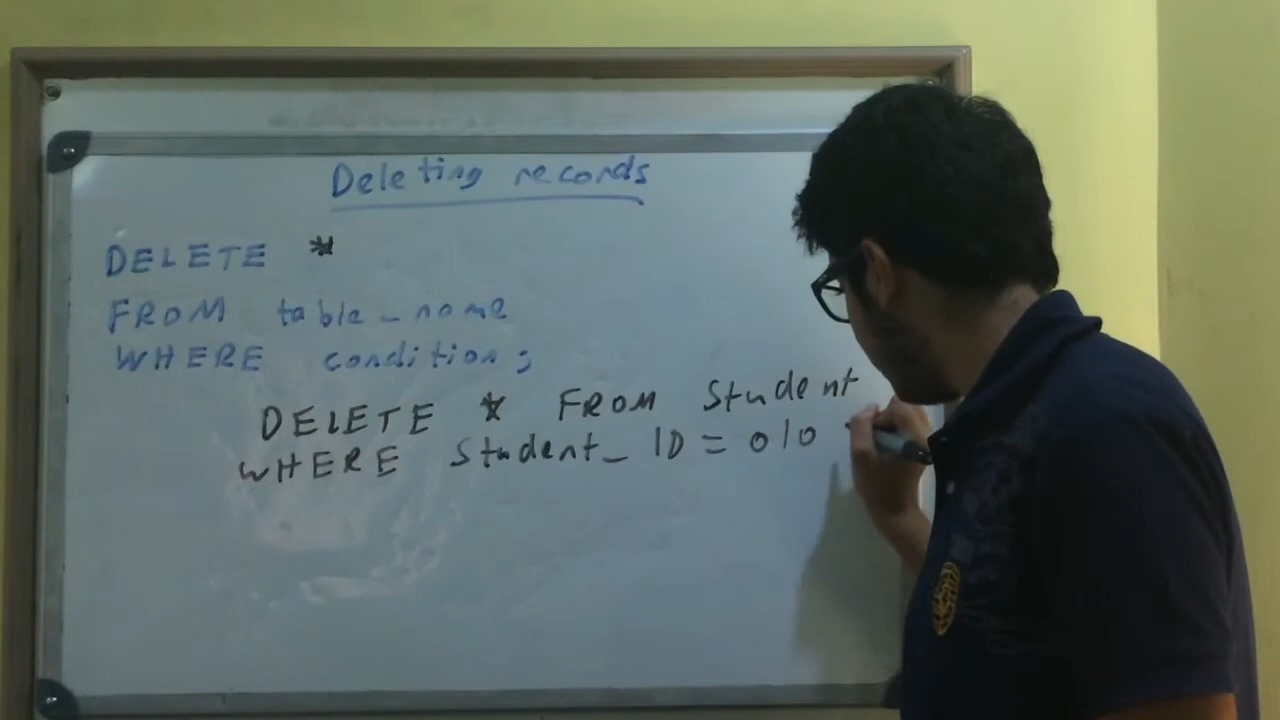 Deleting records
DELETE *
FROM table_name
WHERE condition;
DELETE * FROM Student
WHERE Student_ID = 010